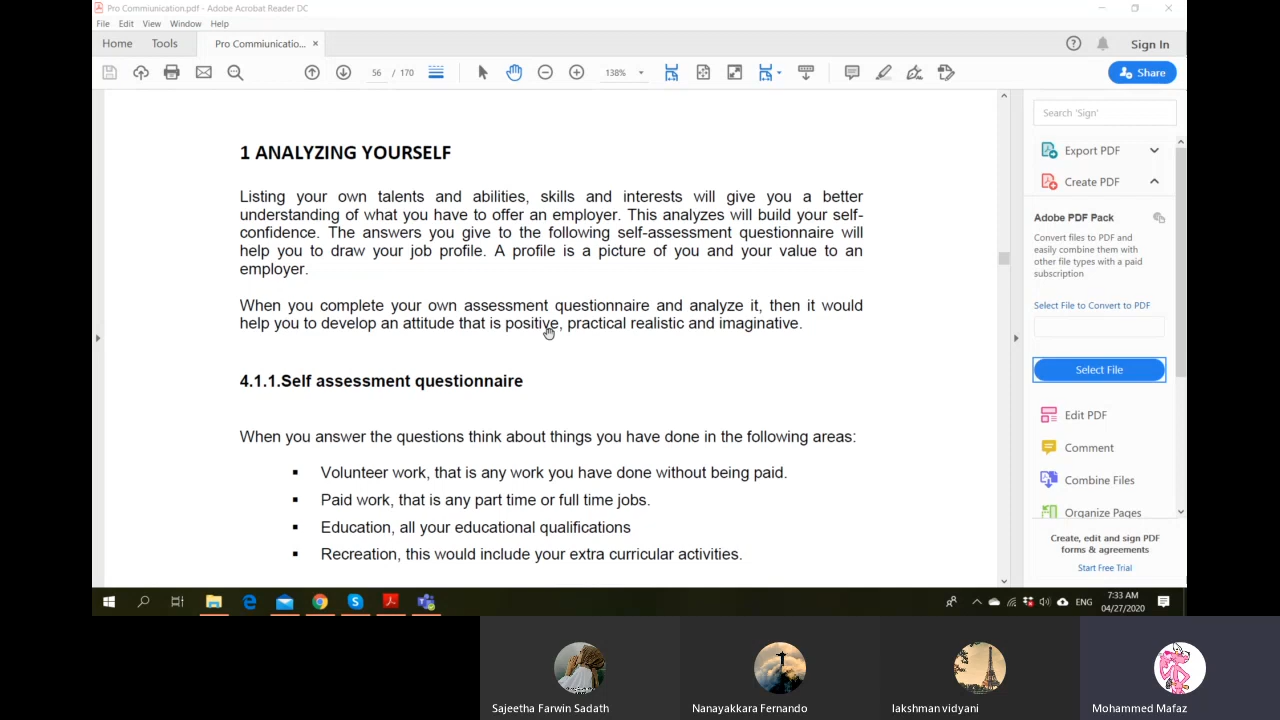 Pro Commiunication.pdf - Adobe Acrobat Reader DC
File Edit View Window Help
Home Tools Pro Commiunicatio... × Sign In
56 / 170 138% Share
1 ANALYZING YOURSELF
Listing your own talents and abilities, skills and interests will give you a better
understanding of what you have to offer an employer. This analyzes will build your self-
confidence. The answers you give to the following self-assessment questionnaire will
help you to draw your job profile. A profile is a picture of you and your value to an
employer.
When you complete your own assessment questionnaire and analyze it, then it would
help you to develop an attitude that is positive, practical realistic and imaginative.
4.1.1.Self assessment questionnaire
When you answer the questions think about things you have done in the following areas:
▪ Volunteer work, that is any work you have done without being paid.
▪ Paid work, that is any part time or full time jobs.
▪ Education, all your educational qualifications
▪ Recreation, this would include your extra curricular activities.
Search 'Sign'
Export PDF
Create PDF
Adobe PDF Pack
Convert files to PDF and
easily combine them with
other file types with a paid
subscription
Select File to Convert to PDF
Select File
Edit PDF
Comment
Combine Files
Organize Pages
Create, edit and sign PDF
forms & agreements
Start Free Trial
ENG
7:33 AM
04/27/2020
Sajeetha Farwin Sadath
Nanayakkara Fernando
lakshman vidyani
Mohammed Mafaz